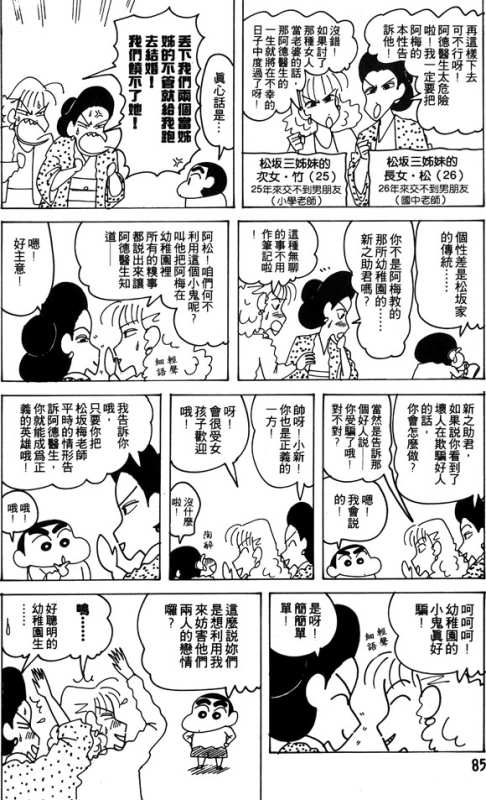 再這樣下去
可不行呀!
阿德醫生太危險
啦!我一定要把
阿梅的
本性告
訴他!
沒錯!
如果討了
那種女人
當老婆的話,
那阿德醫生的
一生就將在不幸的
日子中度過了呀!
松坂三姊妹的
長女・松(26)
26年來交不到男朋友
(國中老師)
松坂三姊妹的
次女・竹(25)
25年來交不到男朋友
(小學老師)
真心話是…
丟下我們兩個當姊
姊的不管就給我跑
去結婚!
我們饒不了她!
個性差是松坂家
的傳統……
你不是阿梅教的
那所幼稚園的…
新之助君嗎?
這種無聊
的事不用
作筆記啦
!
阿松!咱們何不
利用這個小鬼呢?
叫他把阿梅在
幼稚園裡
所有的糗事
都說出來讓
阿德醫生知
道—
輕聲
細語
嗯!
好主意!
新之助君,
如果說你看到了
壞人在欺騙好人
的話,
你會怎麼做?
當然是告訴那
個好人說—
你受騙了哦!
對不對?
嗯!
我會說
的!
帥呀!小新!
你也是正義的
一方!
呀!
會很受女
孩子歡迎
哦!
陶醉
沒什麼
啦!
我告訴你
哦,
只要你把
松坂梅老師
平時的情形告
訴阿德醫生,
你就能成為正
義的英雄哦!
哦!
哦!
呵呵呵!
幼稚園的
小鬼真好
騙!
輕聲
細語
是呀!
簡簡單
單!
這麼說妳們
是想利用我
來妨害他們
兩人的戀情
囉?
嗚……
好聰明的
幼稚園生
……
85